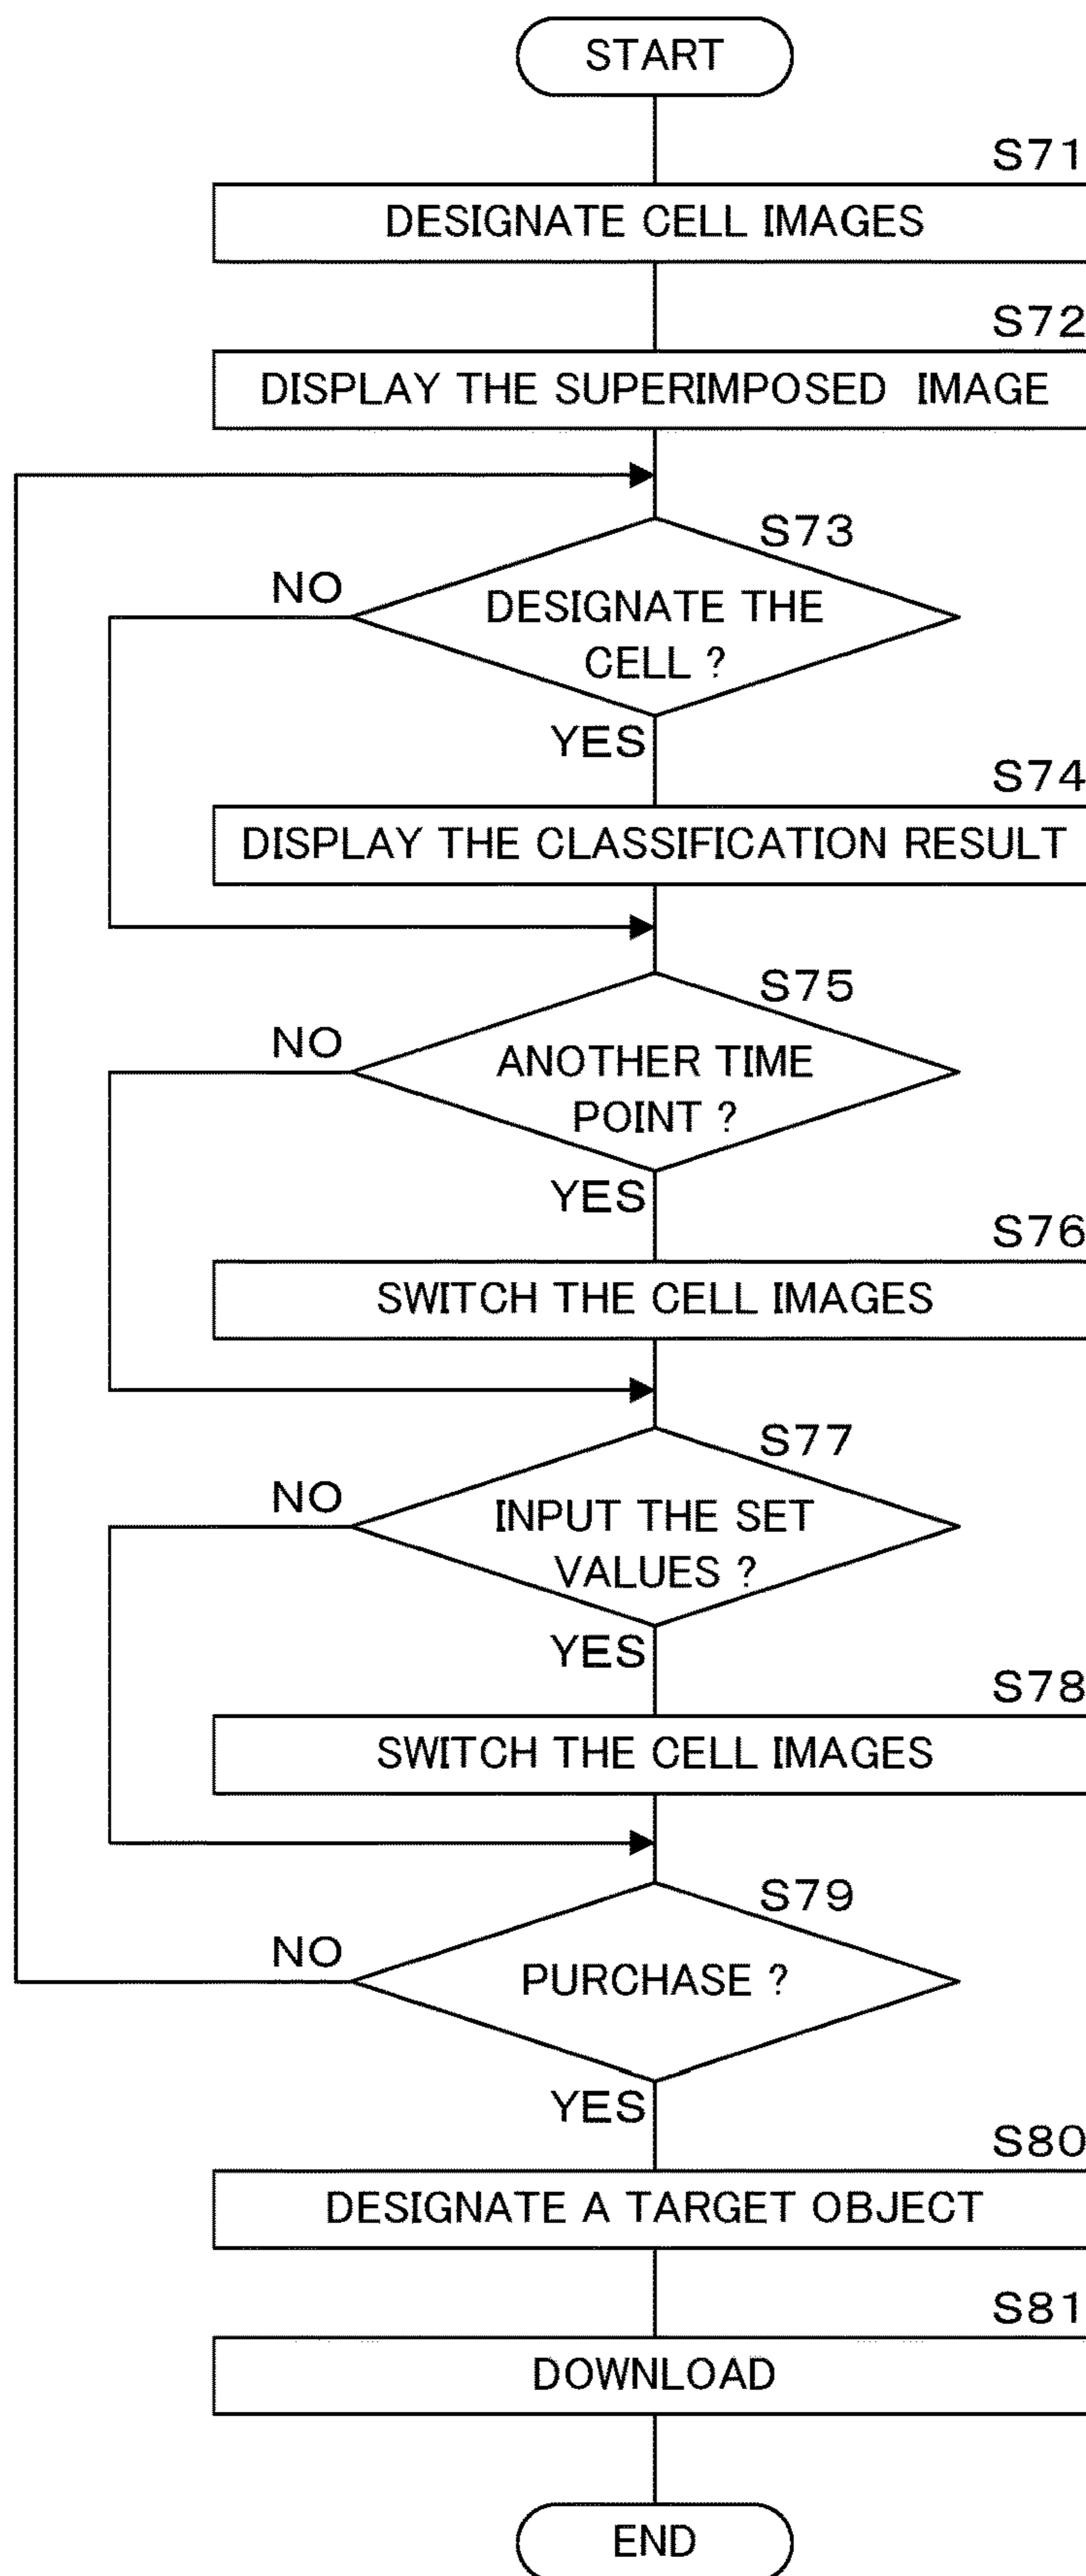 START
S71
DESIGNATE CELL IMAGES
S72
DISPLAY THE SUPERIMPOSED IMAGE
S73
NO
DESIGNATE THE
CELL ?
YES
S74
DISPLAY THE CLASSIFICATION RESULT
S75
NO
ANOTHER TIME
POINT ?
YES
S76
SWITCH THE CELL IMAGES
S77
NO
INPUT THE SET
VALUES ?
YES
S78
SWITCH THE CELL IMAGES
S79
NO
PURCHASE ?
YES
S80
DESIGNATE A TARGET OBJECT
S81
DOWNLOAD
END